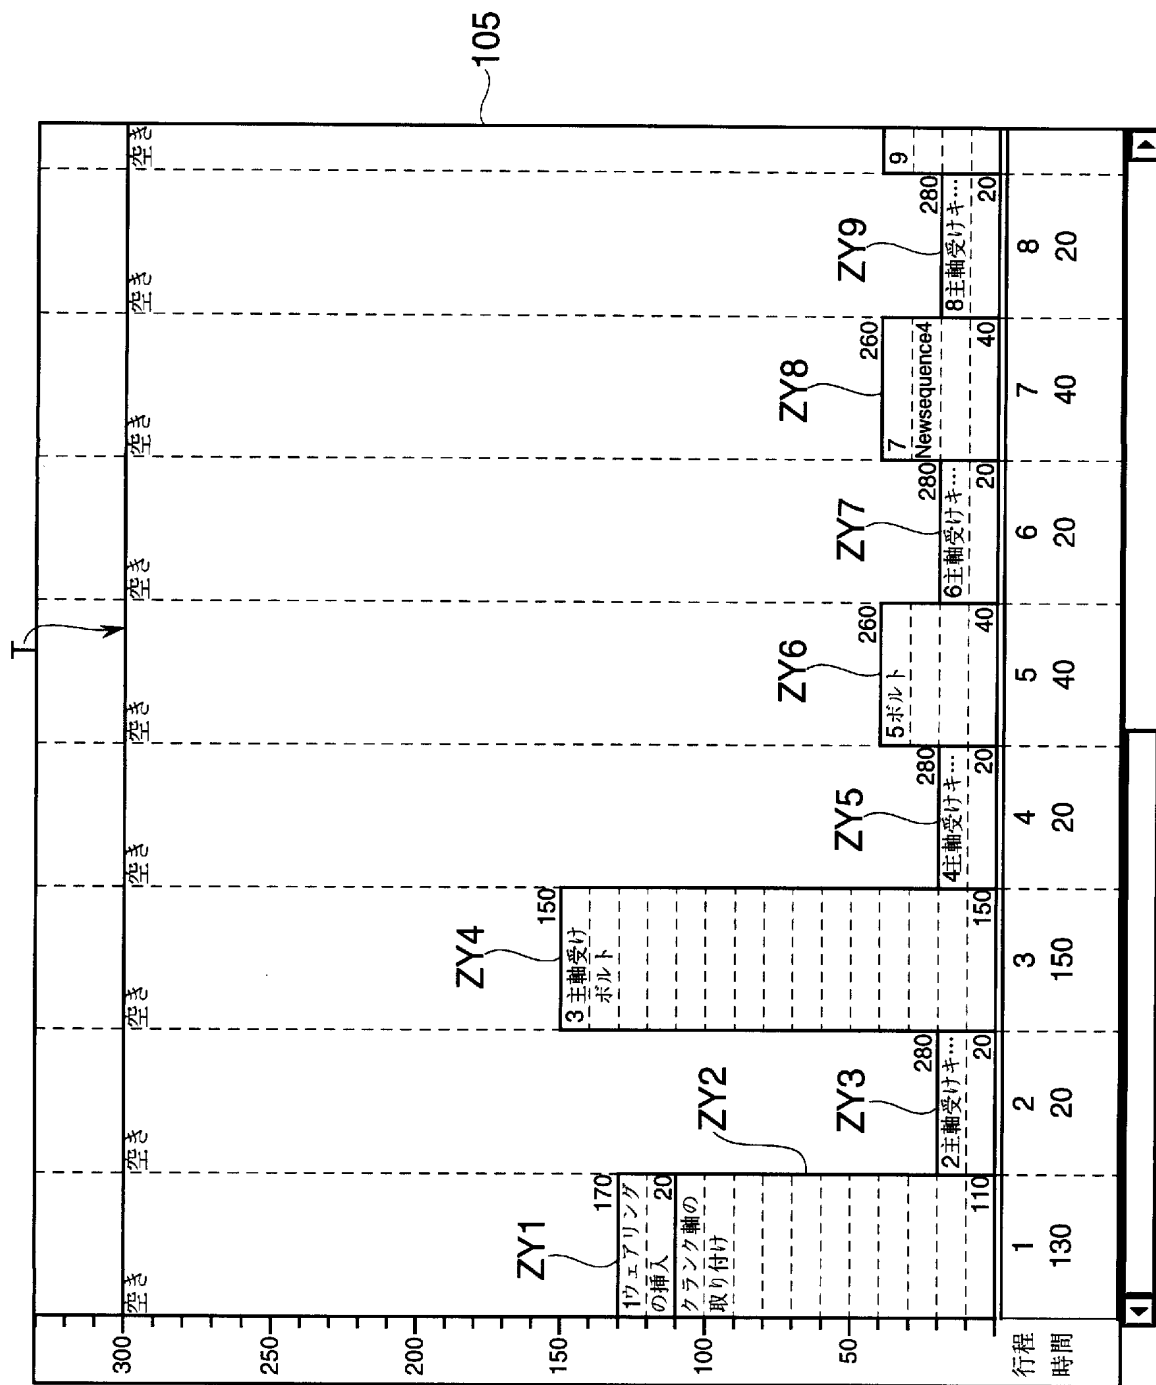 T
105
300
250
200
150
100
50
空き
空き
空き
空き
空き
空き
空き
空き
空き
ZY1
170
1ウェアリング
の挿入
20
クランク軸の
取り付け
110
ZY2
ZY3
280
2主軸受けキ…
20
ZY4
150
3 主軸受け
ボルト
150
ZY5
280
4主軸受けキ…
20
ZY6
260
5ボルト
40
ZY7
280
6主軸受けキ…
20
ZY8
260
7
Newsequence4
40
ZY9
280
8主軸受けキ…
20
9
行程 1 2 3 4 5 6 7 8
時間 130 20 150 20 40 20 40 20